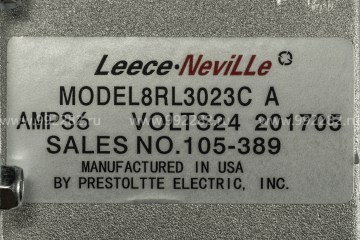 Leece·Neville
MODEL8RL3023C A
AMPS5 VOLTS24 201705
SALES NO.105-389
MANUFACTURED IN USA
BY PRESTOLTTE ELECTRIC, INC.